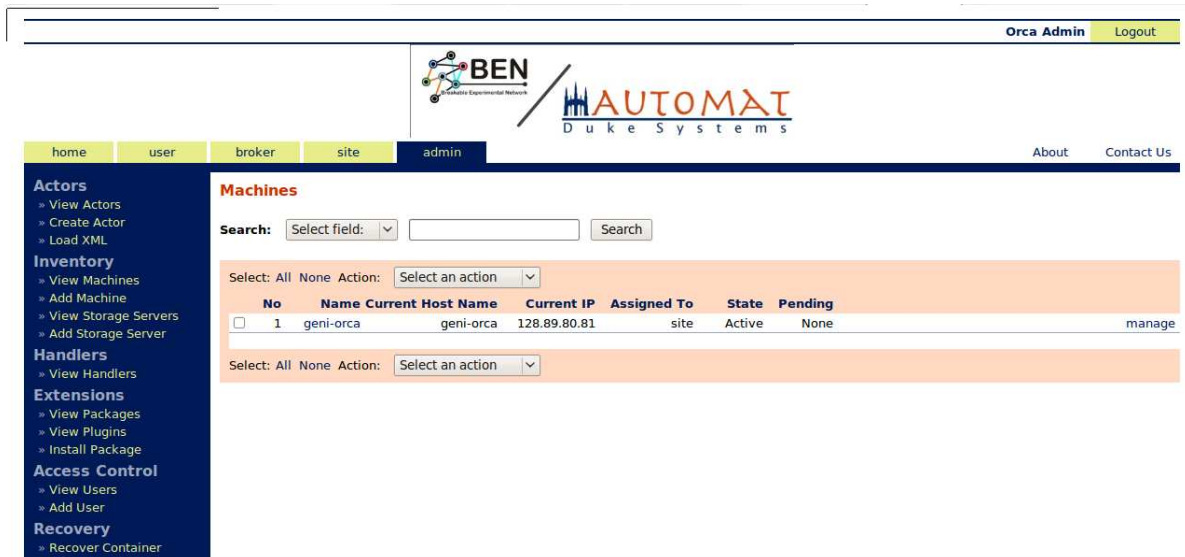 Orca Admin Logout
BEN
Breakable Experimental Network
AUTOMAT
Duke Systems
home user broker site admin About Contact Us
Actors
» View Actors
» Create Actor
» Load XML
Inventory
» View Machines
» Add Machine
» View Storage Servers
» Add Storage Server
Handlers
» View Handlers
Extensions
» View Packages
» View Plugins
» Install Package
Access Control
» View Users
» Add User
Recovery
» Recover Container
Machines
Search: Select field: Search
Select: All None Action: Select an action
No Name Current Host Name Current IP Assigned To State Pending
1 geni-orca geni-orca 128.89.80.81 site Active None manage
Select: All None Action: Select an action